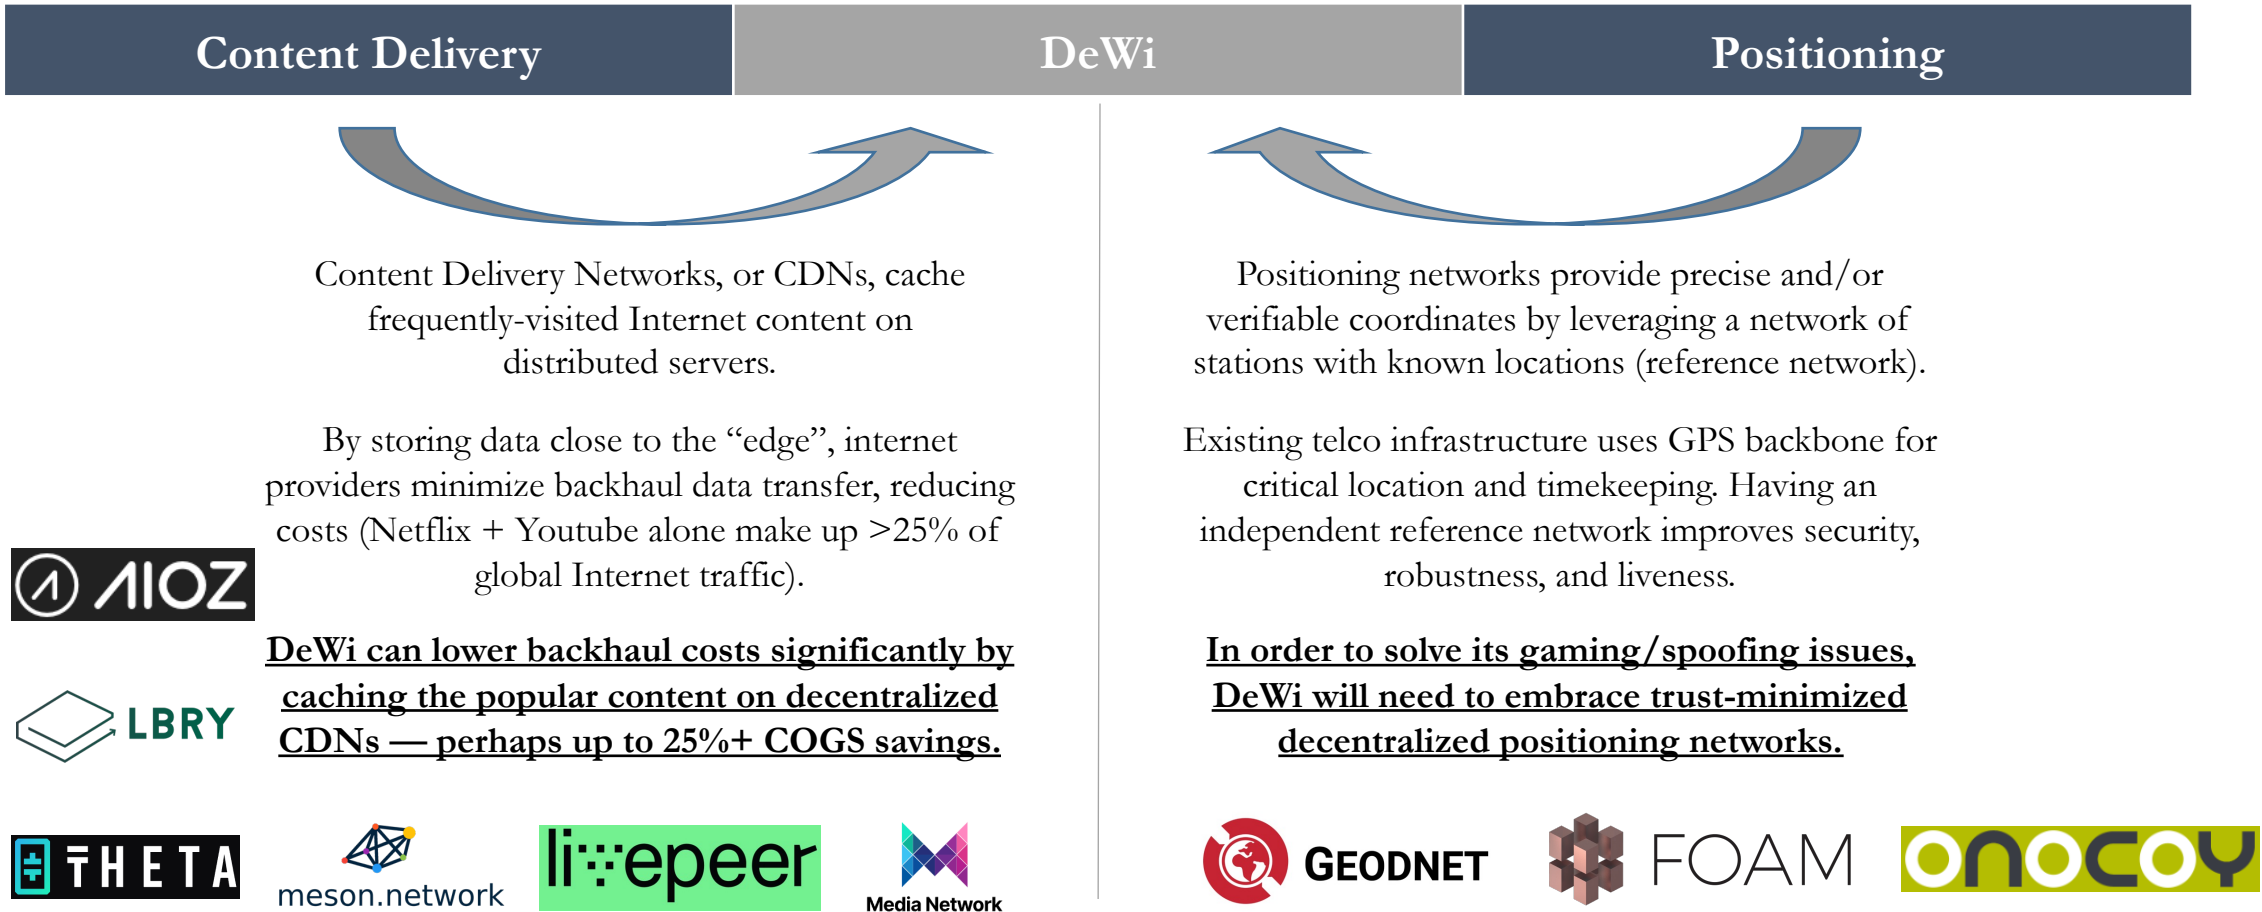 Content Delivery
DeWi
Positioning
Content Delivery Networks, or CDNs, cache
frequently-visited Internet content on
distributed servers.
By storing data close to the “edge”, internet
providers minimize backhaul data transfer, reducing
costs (Netflix + Youtube alone make up >25% of
global Internet traffic).
DeWi can lower backhaul costs significantly by
caching the popular content on decentralized
CDNs — perhaps up to 25%+ COGS savings.
AIOZ
LBRY
THETA
meson.network
livepeer
Media Network
Positioning networks provide precise and/or
verifiable coordinates by leveraging a network of
stations with known locations (reference network).
Existing telco infrastructure uses GPS backbone for
critical location and timekeeping. Having an
independent reference network improves security,
robustness, and liveness.
In order to solve its gaming/spoofing issues,
DeWi will need to embrace trust-minimized
decentralized positioning networks.
GEODNET
FOAM
ONOCOY